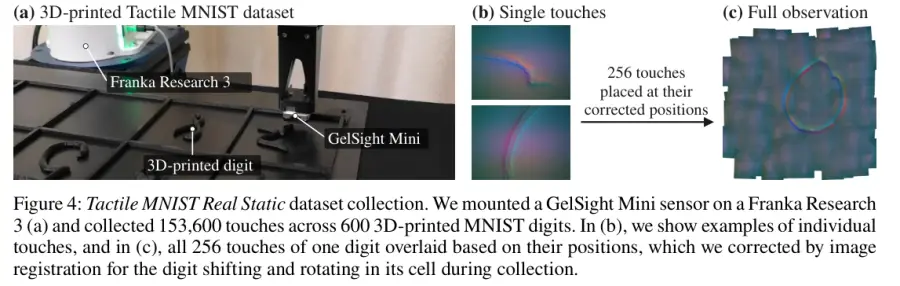 (a) 3D-printed Tactile MNIST dataset
(b) Single touches
(c) Full observation
Franka Research 3
GelSight Mini
3D-printed digit
256 touches
placed at their
corrected positions
Figure 4: Tactile MNIST Real Static dataset collection. We mounted a GelSight Mini sensor on a Franka Research
3 (a) and collected 153,600 touches across 600 3D-printed MNIST digits. In (b), we show examples of individual
touches, and in (c), all 256 touches of one digit overlaid based on their positions, which we corrected by image
registration for the digit shifting and rotating in its cell during collection.